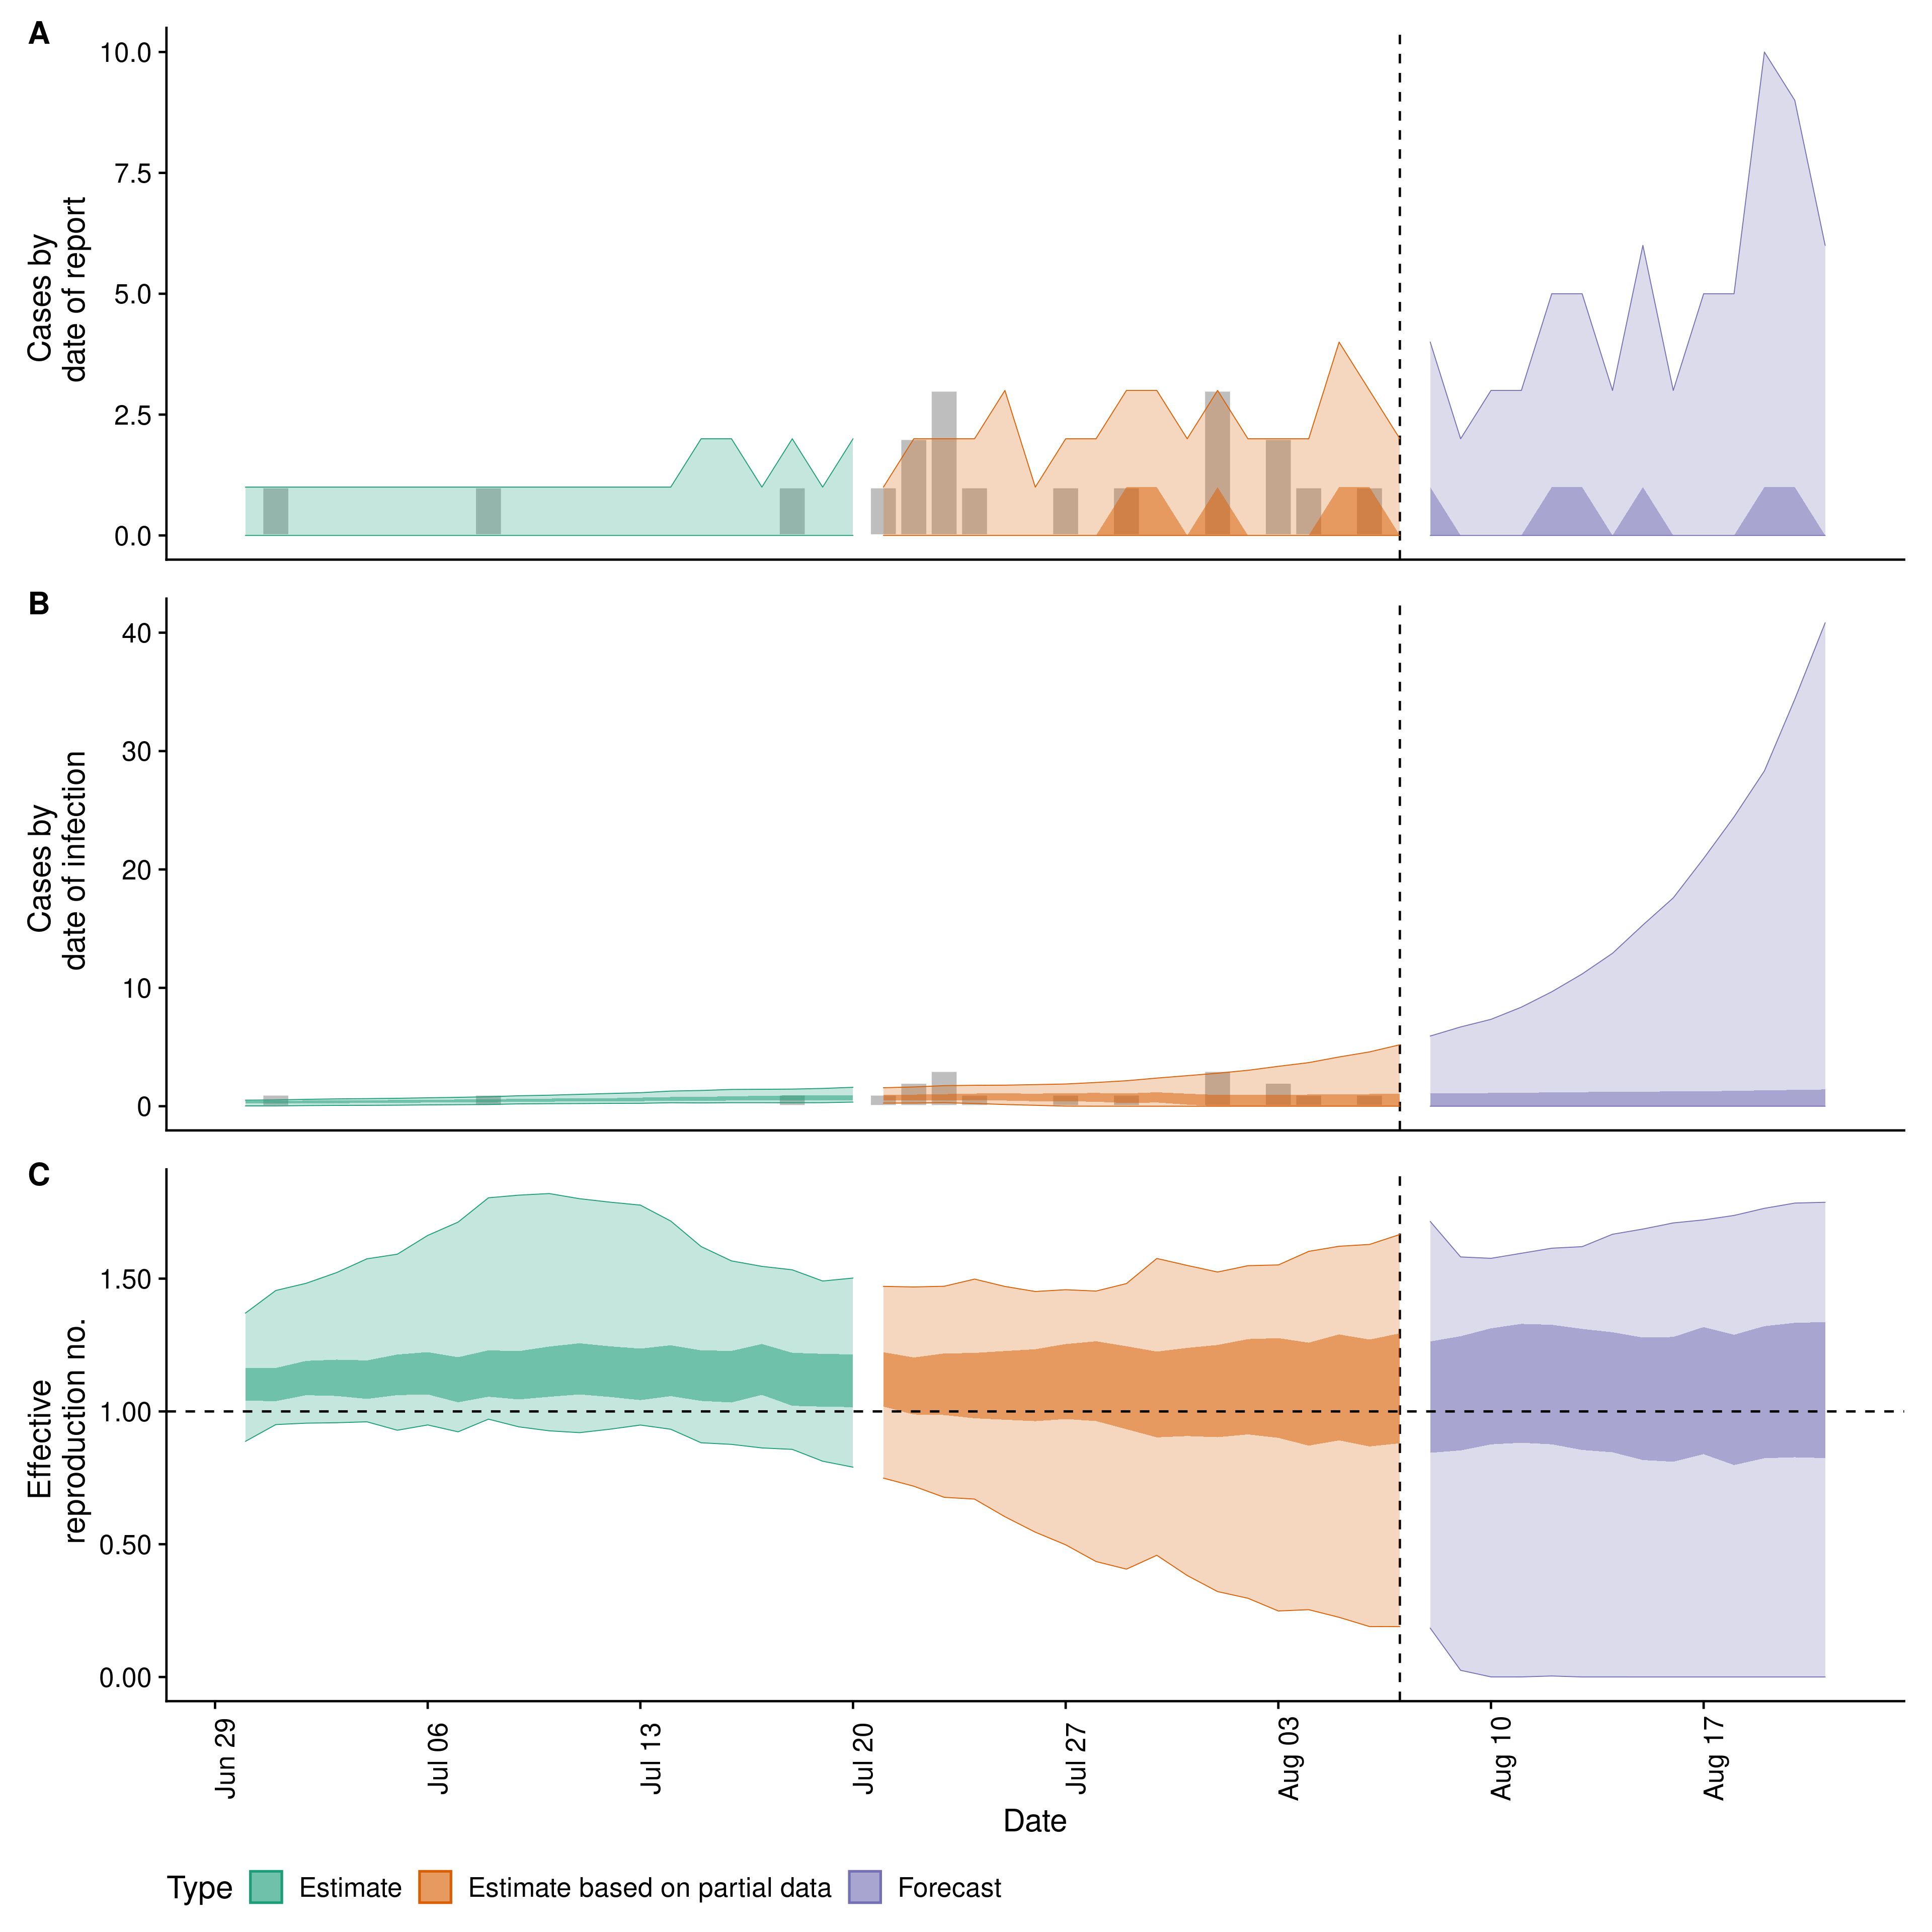 A
Cases by
date of report
10.0
7.5
5.0
2.5
0.0
B
Cases by
date of infection
40
30
20
10
0
C
Effective
reproduction no.
1.50
1.00
0.50
0.00
Jun 29
Jul 06
Jul 13
Jul 20
Jul 27
Aug 03
Aug 10
Aug 17
Date
Type
Estimate
Estimate based on partial data
Forecast